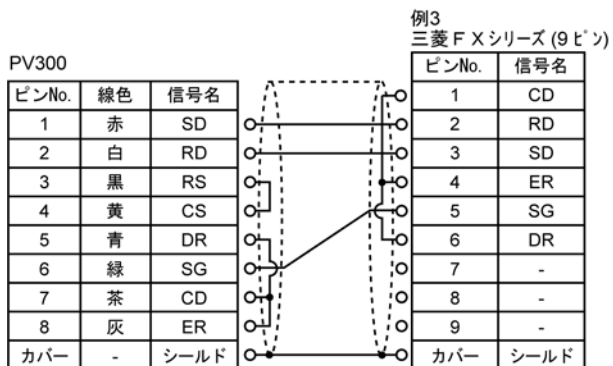 例3
三菱ＦＸシリーズ (9ピン)
PV300
ピンNo. 線色 信号名
1 赤 SD
2 白 RD
3 黒 RS
4 黄 CS
5 青 DR
6 緑 SG
7 茶 CD
8 灰 ER
カバー - シールド
ピンNo. 信号名
1 CD
2 RD
3 SD
4 ER
5 SG
6 DR
7 -
8 -
9 -
カバー シールド